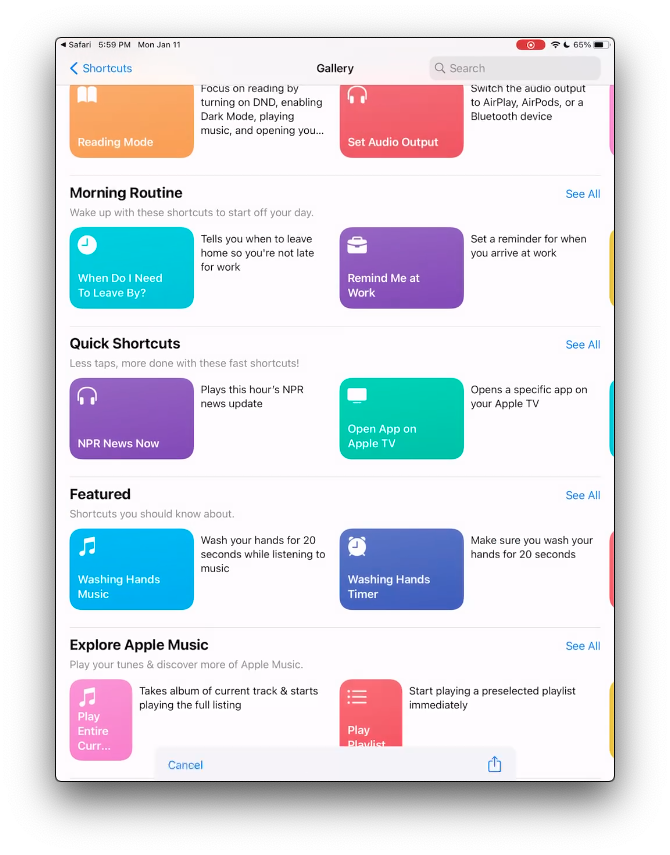 ◀ Safari 5:59 PM Mon Jan 11 65%
Shortcuts
Gallery
Search
Reading Mode
Focus on reading by
turning on DND, enabling
Dark Mode, playing
music, and opening you...
Set Audio Output
Switch the audio output
to AirPlay, AirPods, or a
Bluetooth device
Morning Routine
See All
Wake up with these shortcuts to start off your day.
When Do I Need
To Leave By?
Tells you when to leave
home so you're not late
for work
Remind Me at
Work
Set a reminder for when
you arrive at work
Quick Shortcuts
See All
Less taps, more done with these fast shortcuts!
NPR News Now
Plays this hour's NPR
news update
Open App on
Apple TV
Opens a specific app on
your Apple TV
Featured
See All
Shortcuts you should know about.
Washing Hands
Music
Wash your hands for 20
seconds while listening to
music
Washing Hands
Timer
Make sure you wash your
hands for 20 seconds
Explore Apple Music
See All
Play your tunes & discover more of Apple Music.
Play
Entire
Curr...
Takes album of current track & starts
playing the full listing
Play
Playlist
Start playing a preselected playlist
immediately
Cancel